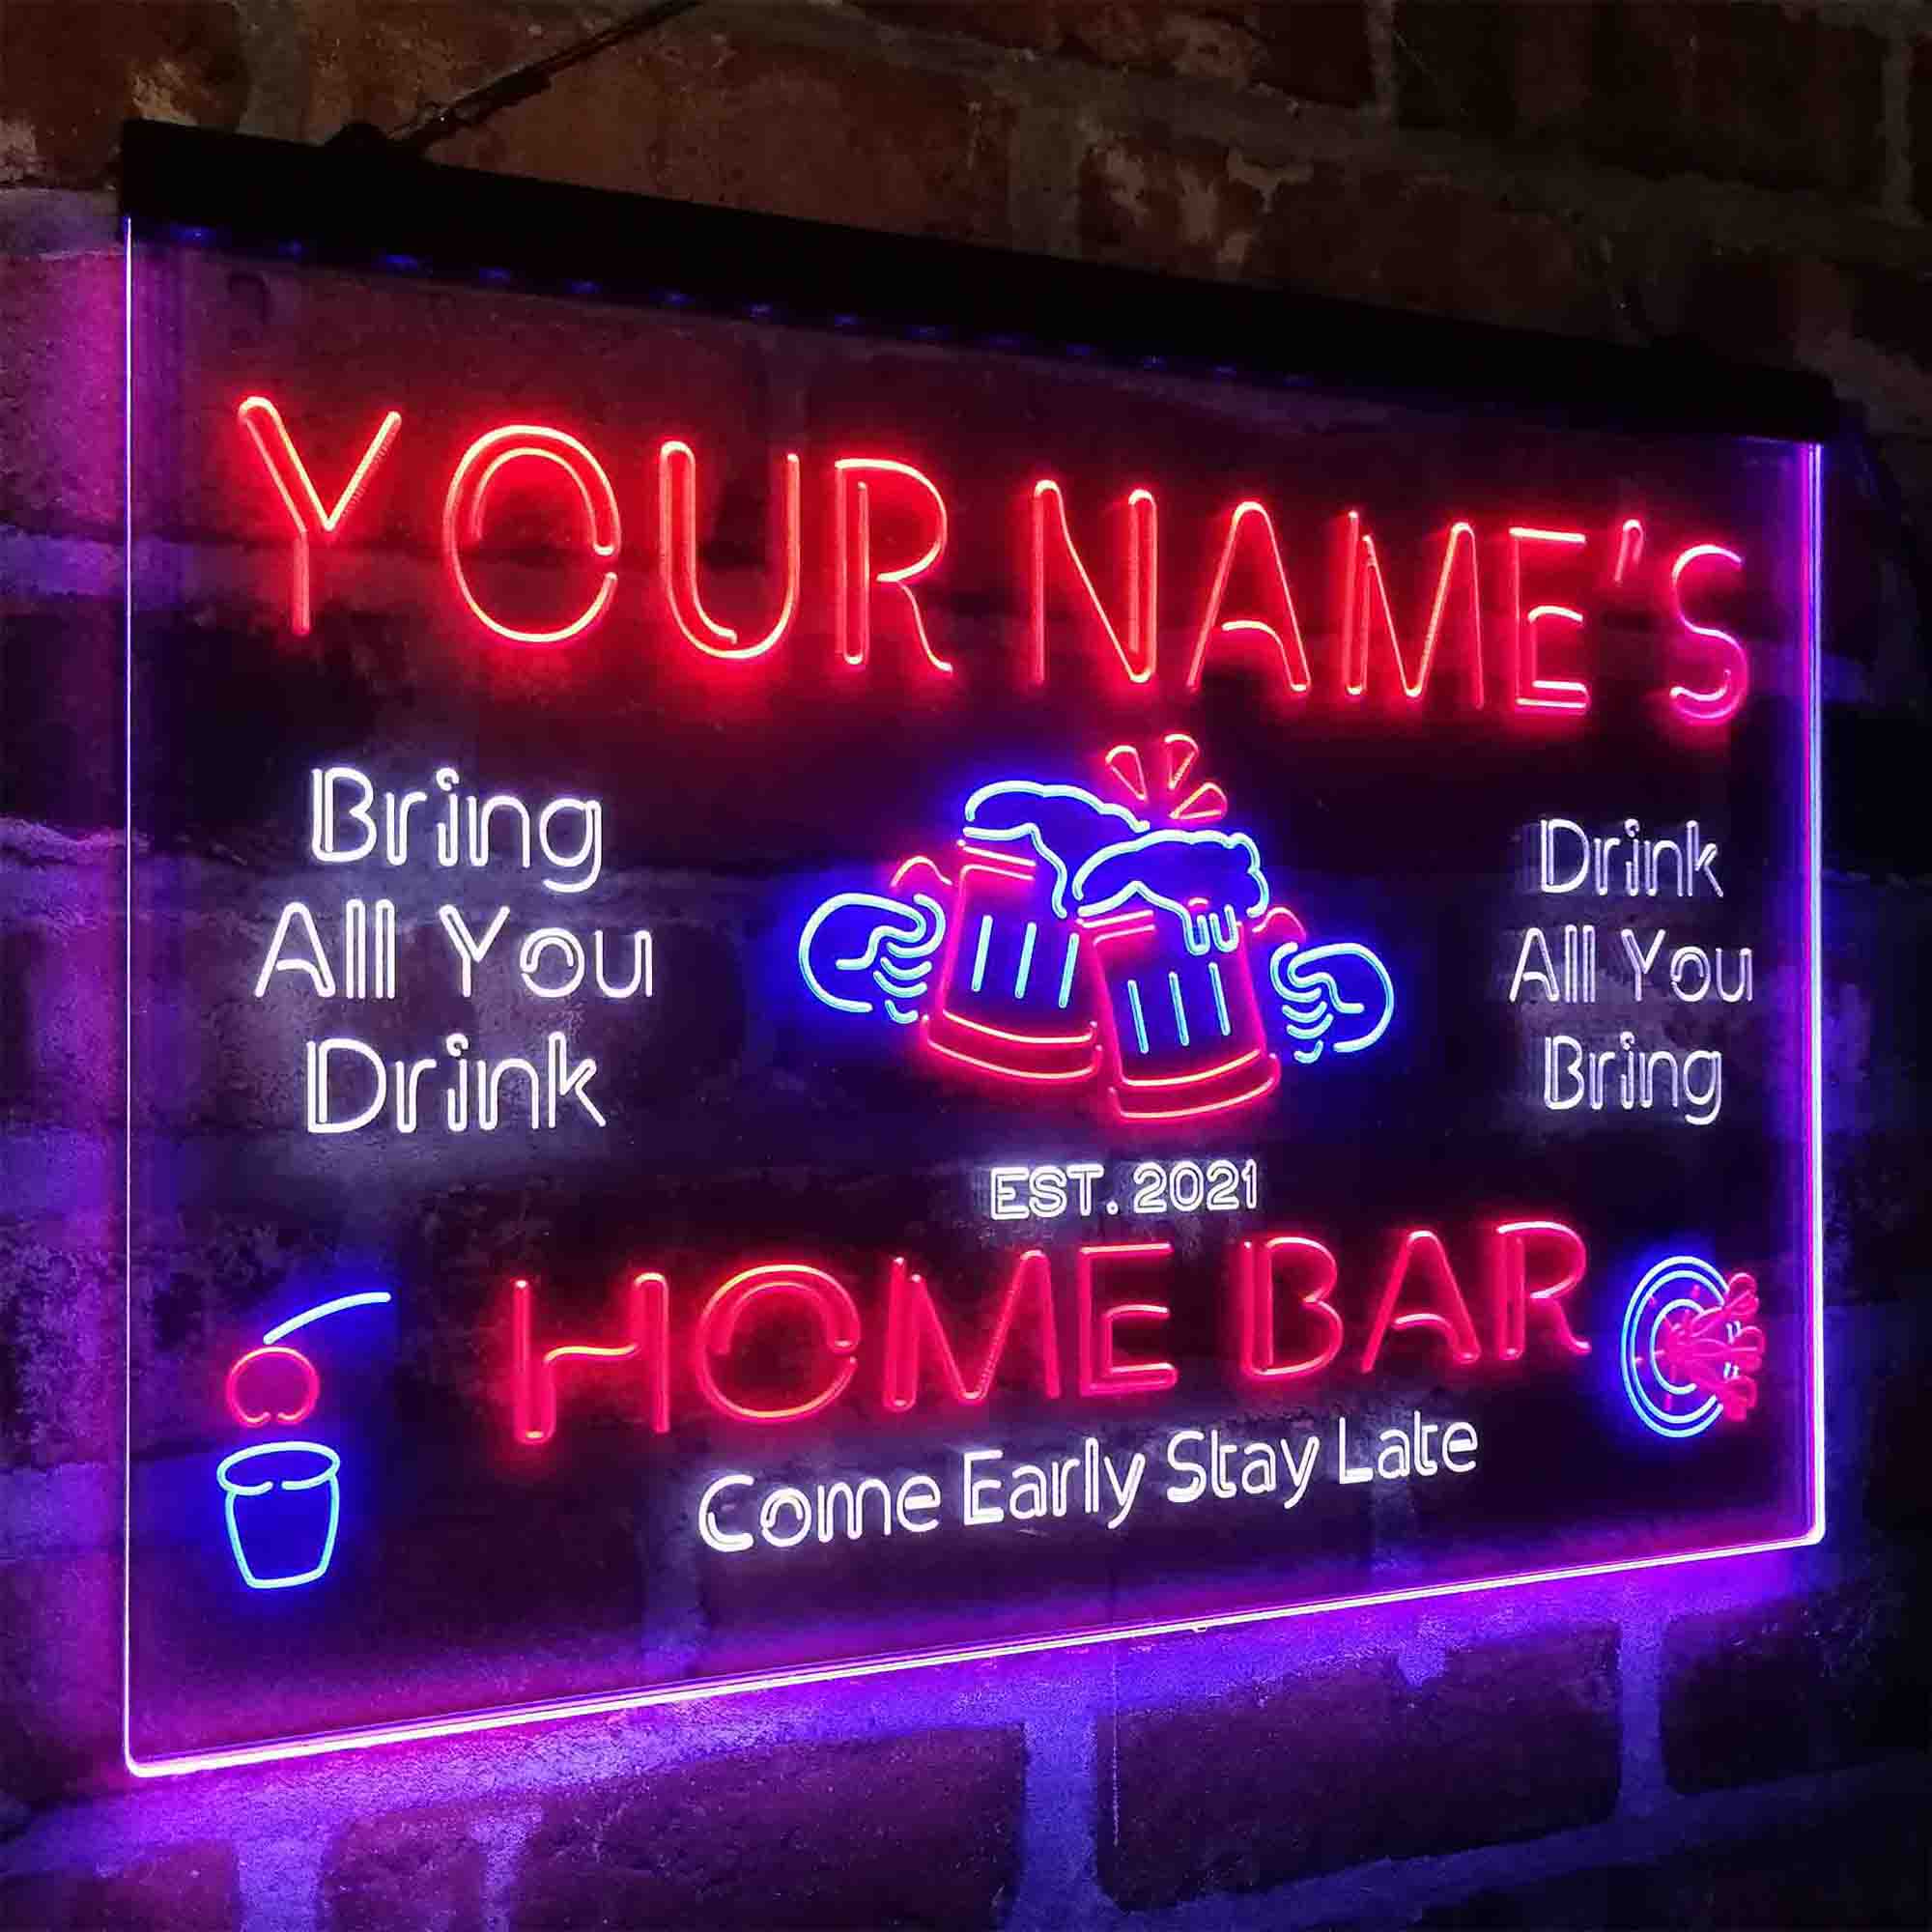 YOUR NAME'S
Bring
All You
Drink
Drink
All You
Bring
EST. 2021
HOME BAR
Come Early Stay Late